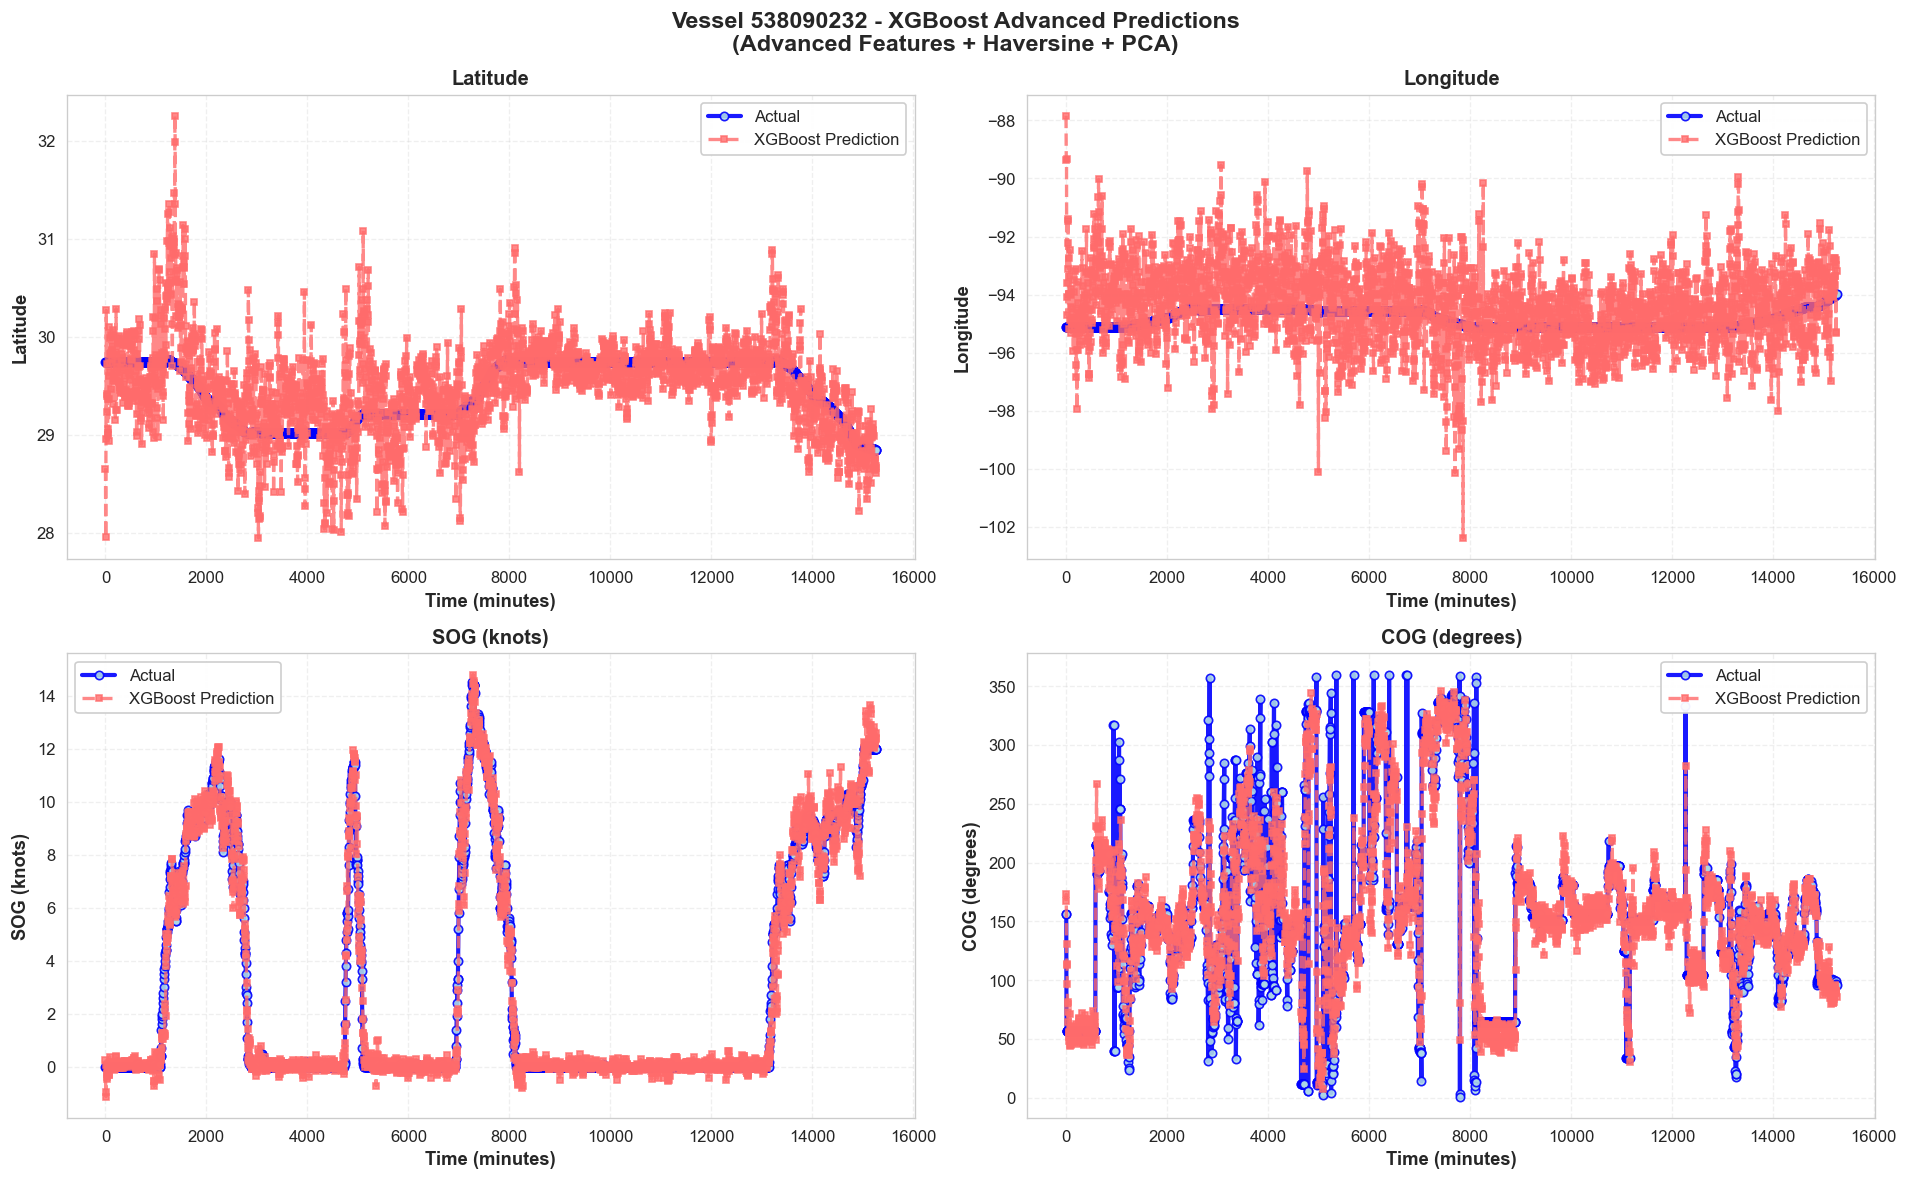 Vessel 538090232 - XGBoost Advanced Predictions
(Advanced Features + Haversine + PCA)
Latitude
Actual
XGBoost Prediction
Latitude
32
31
30
29
28
0 2000 4000 6000 8000 10000 12000 14000 16000
Time (minutes)
Longitude
Actual
XGBoost Prediction
Longitude
−88
−90
−92
−94
−96
−98
−100
−102
0 2000 4000 6000 8000 10000 12000 14000 16000
Time (minutes)
SOG (knots)
Actual
XGBoost Prediction
SOG (knots)
14
12
10
8
6
4
2
0
0 2000 4000 6000 8000 10000 12000 14000 16000
Time (minutes)
COG (degrees)
Actual
XGBoost Prediction
COG (degrees)
350
300
250
200
150
100
50
0
0 2000 4000 6000 8000 10000 12000 14000 16000
Time (minutes)